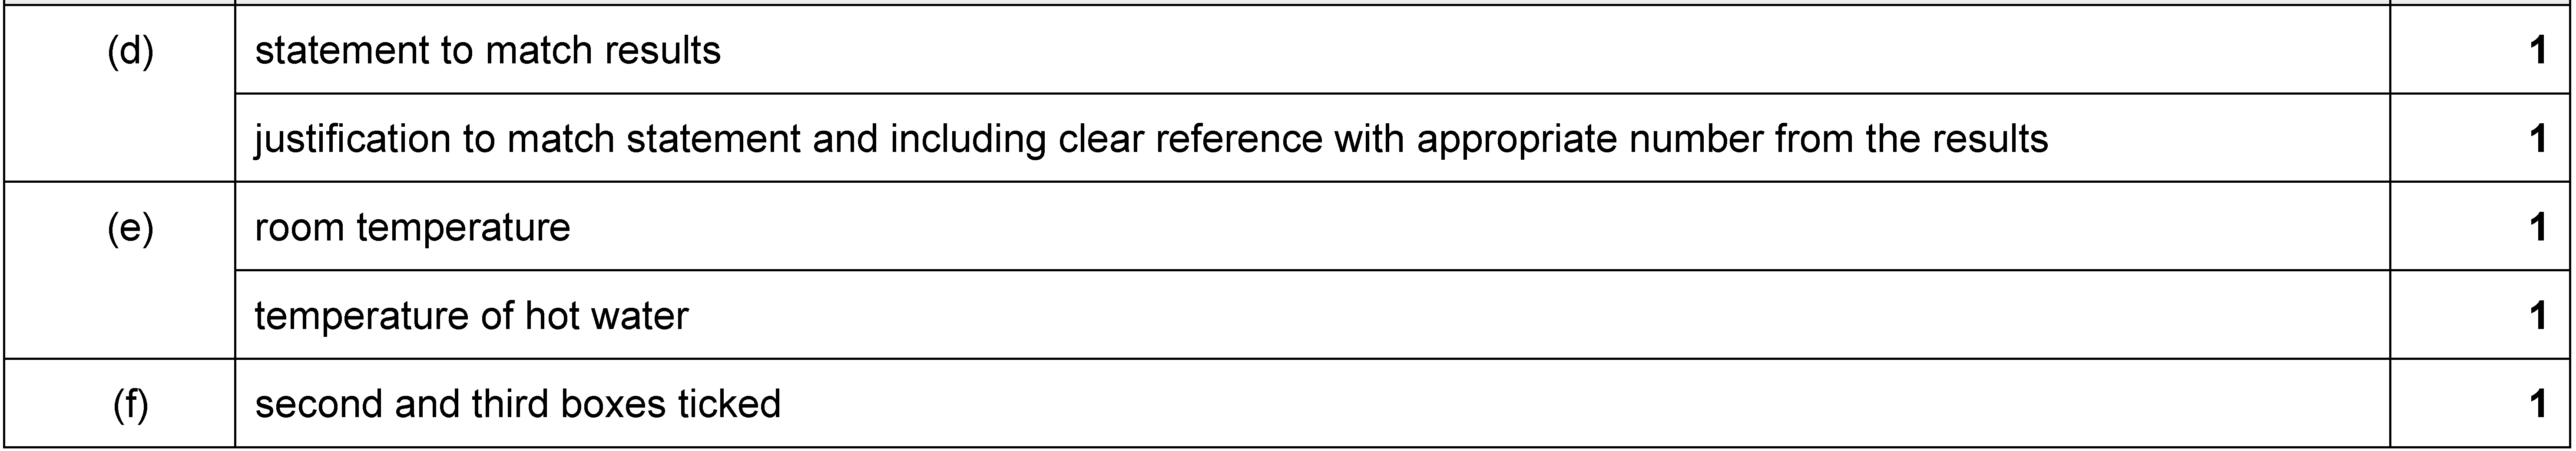 (d) statement to match results 1
justification to match statement and including clear reference with appropriate number from the results 1
(e) room temperature 1
temperature of hot water 1
(f) second and third boxes ticked 1